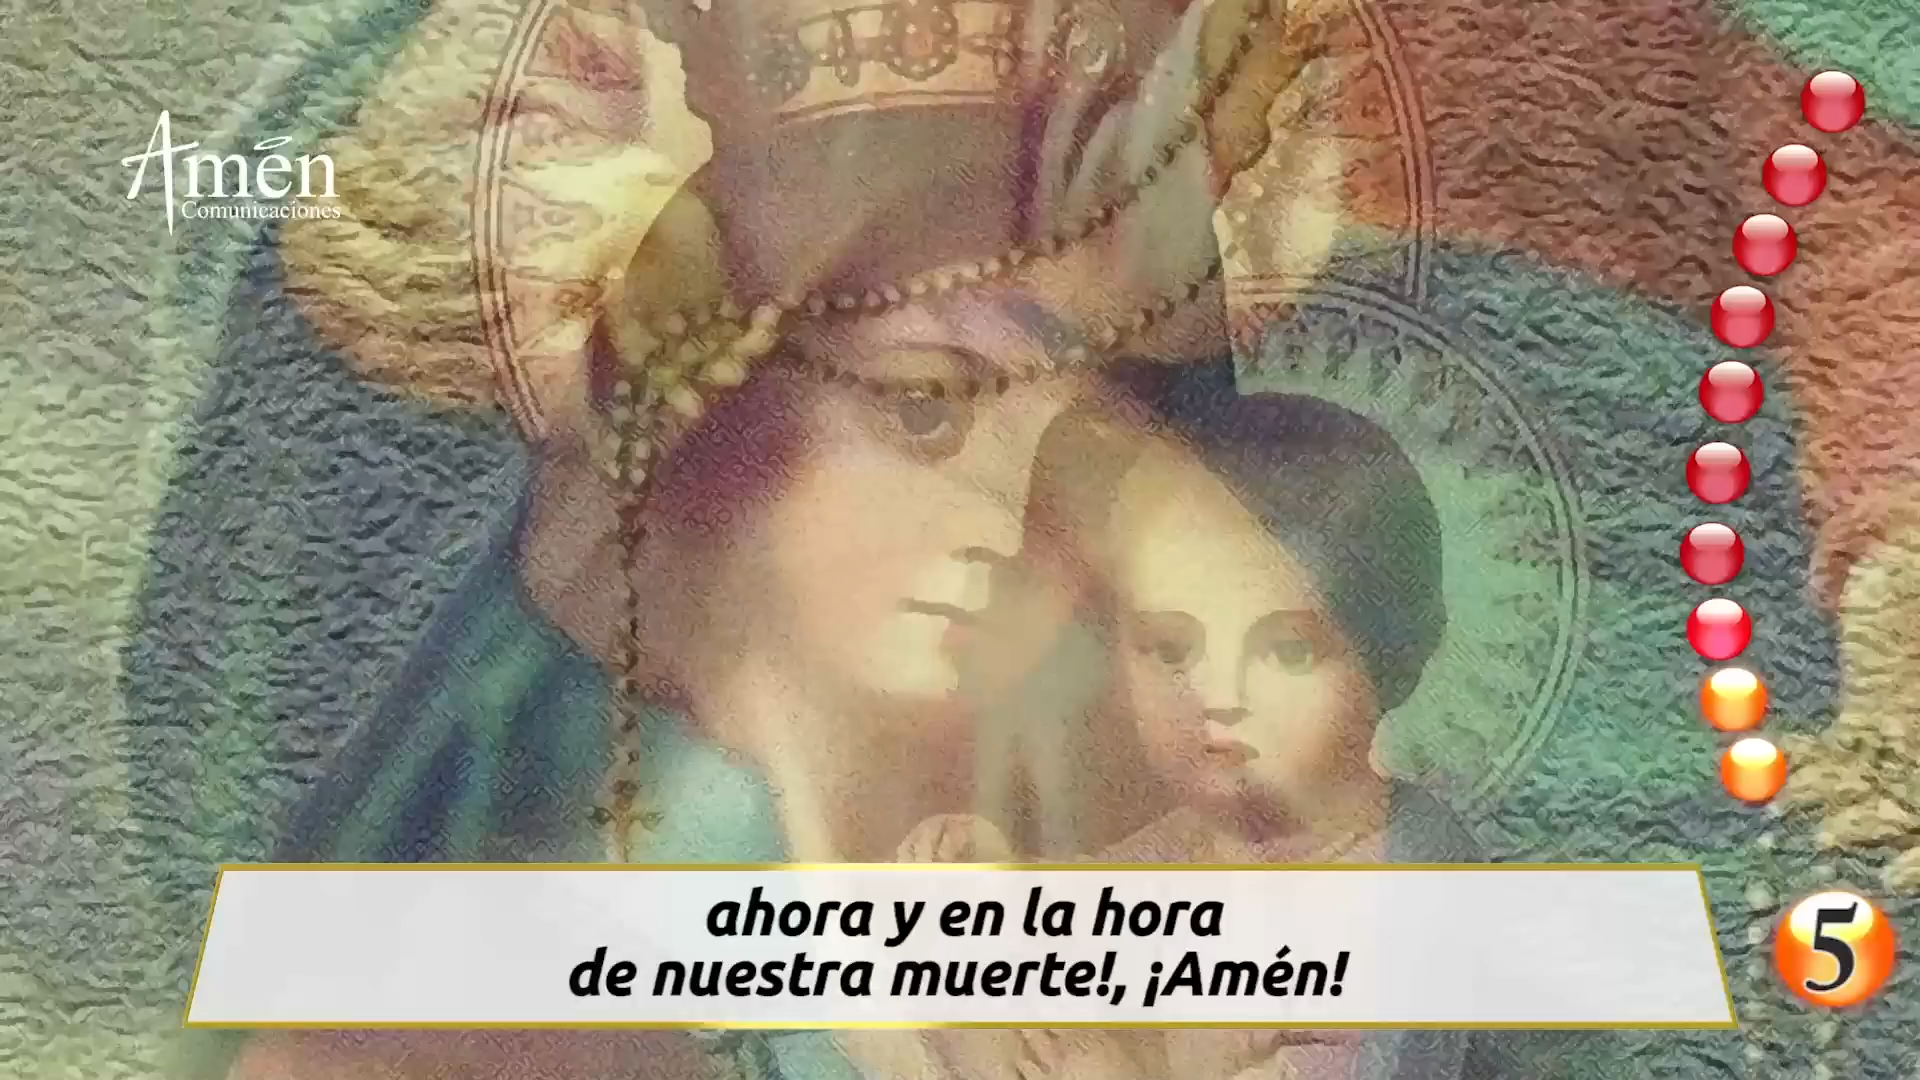 Amén
Comunicaciones
ahora y en la hora
de nuestra muerte!, ¡Amén!
5